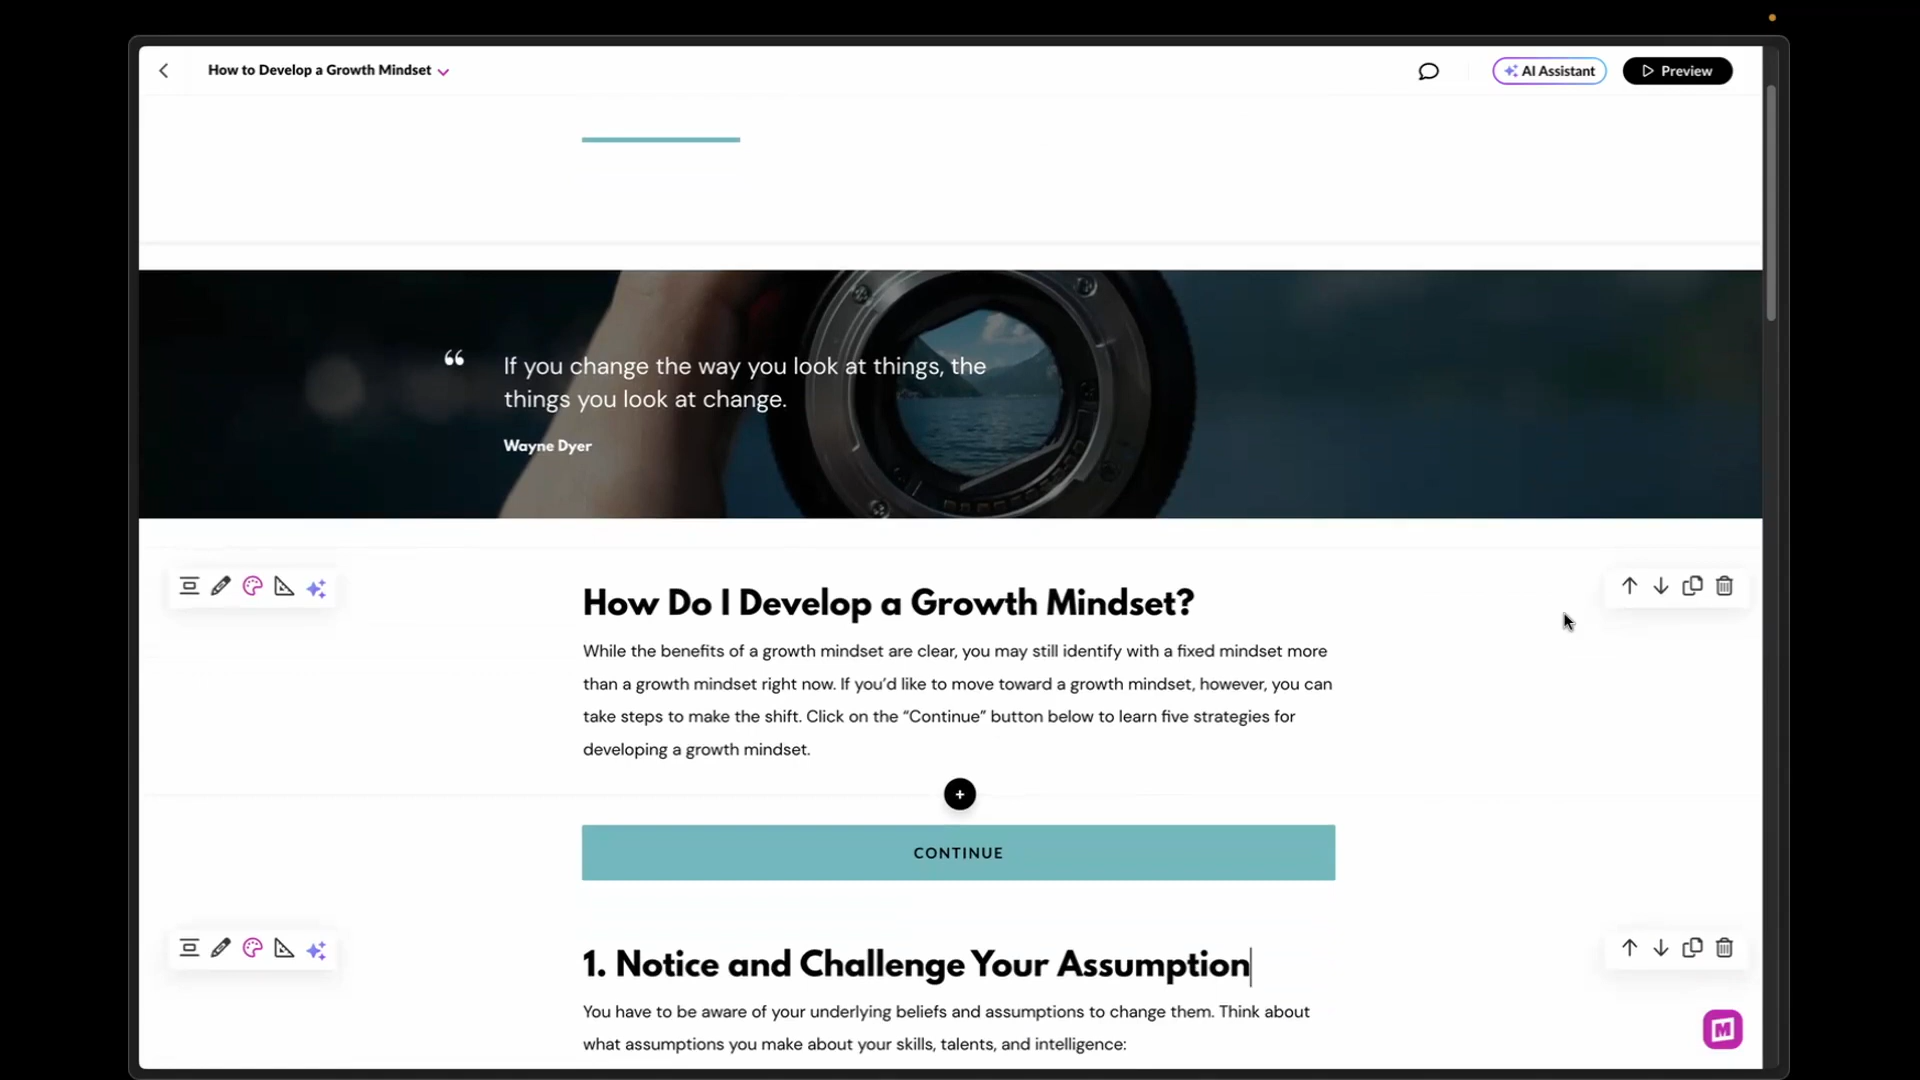 How to Develop a Growth Mindset
AI Assistant
Preview
“ If you change the way you look at things, the
things you look at change.
Wayne Dyer
How Do I Develop a Growth Mindset?
While the benefits of a growth mindset are clear, you may still identify with a fixed mindset more
than a growth mindset right now. If you’d like to move toward a growth mindset, however, you can
take steps to make the shift. Click on the “Continue” button below to learn five strategies for
developing a growth mindset.
CONTINUE
1. Notice and Challenge Your Assumption
You have to be aware of your underlying beliefs and assumptions to change them. Think about
what assumptions you make about your skills, talents, and intelligence:
M